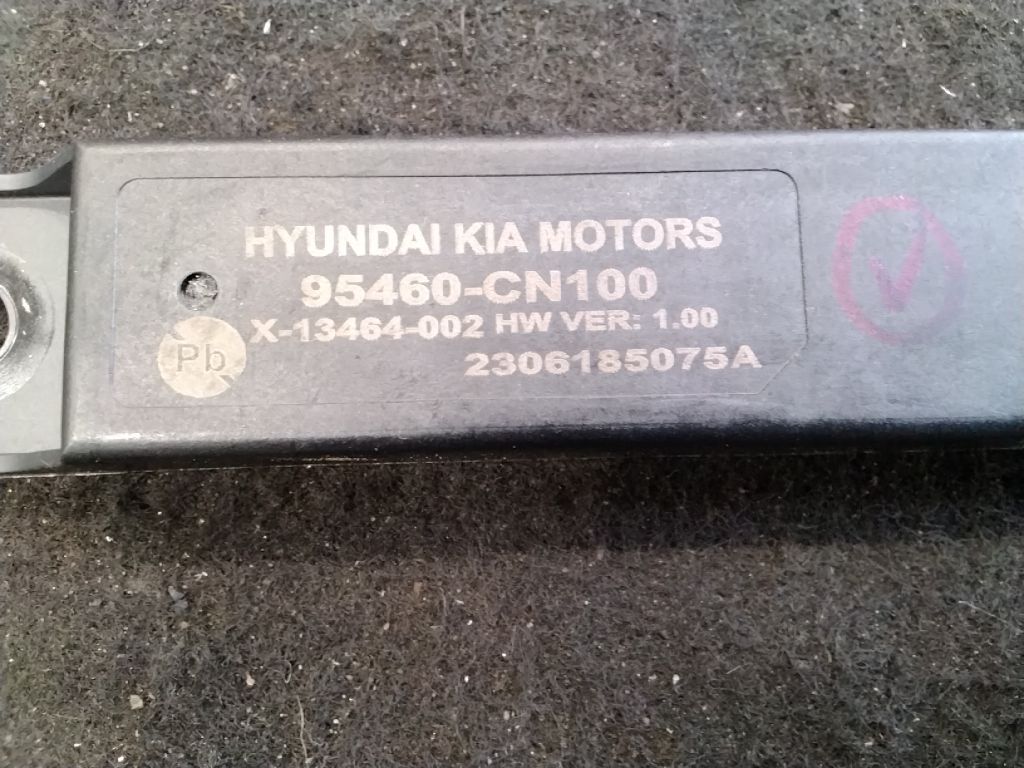 HYUNDAI KIA MOTORS
95460-CN100
X-13464-002 HW VER: 1.00
Pb
2306185075A